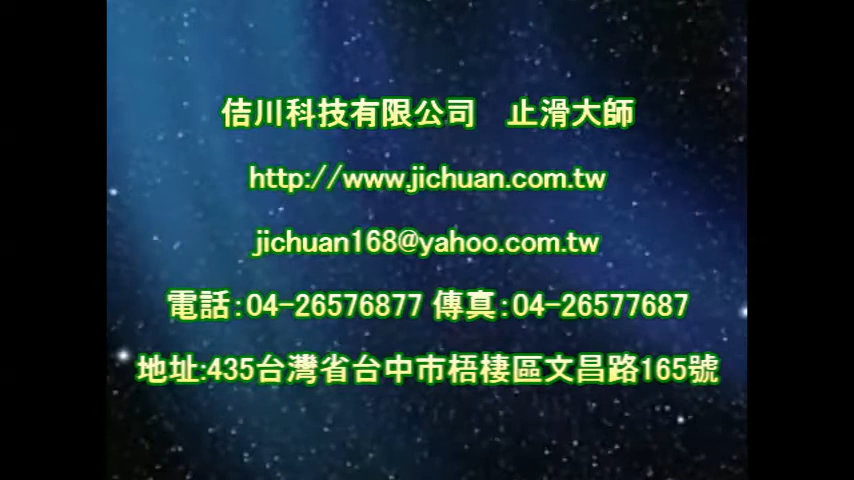 佶川科技有限公司　止滑大師
http://www.jichuan.com.tw
jichuan168@yahoo.com.tw
電話:04-26576877 傳真:04-26577687
地址:435台灣省台中市梧棲區文昌路165號